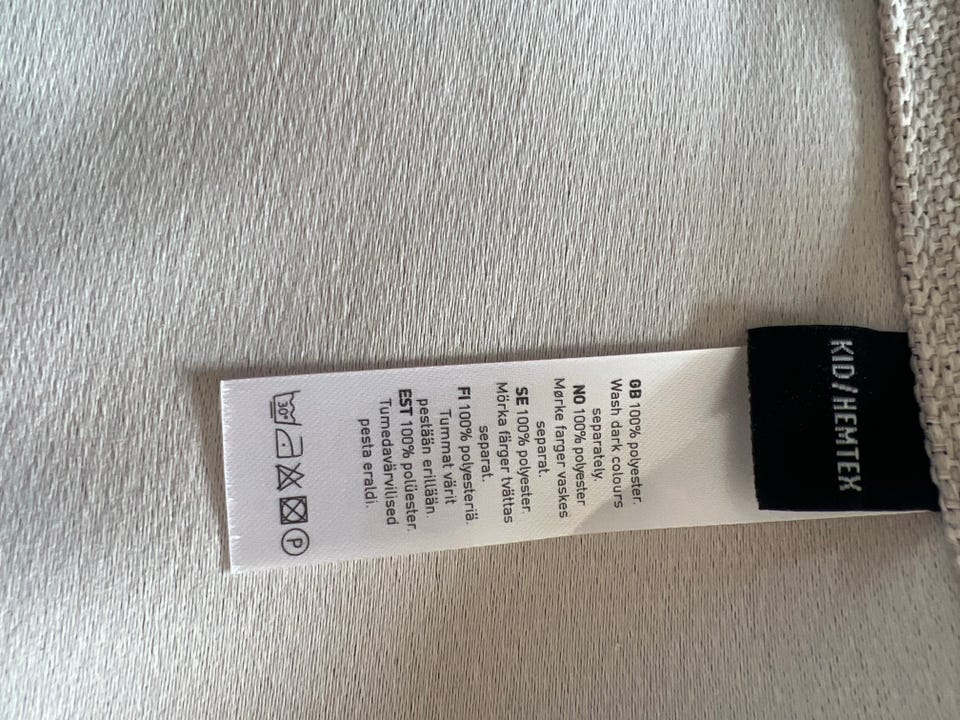 KID/HEMTEX
GB 100% polyester.
Wash dark colours
separately.
NO 100% polyester
Mørke farger vaskes
separat.
SE 100% polyester.
Mörka färger tvättas
separat.
FI 100% polyesteriä.
Tummat värit
pestään erillään.
EST 100% polüester.
Tumedavärvilised
pesta eraldi.
30°
P